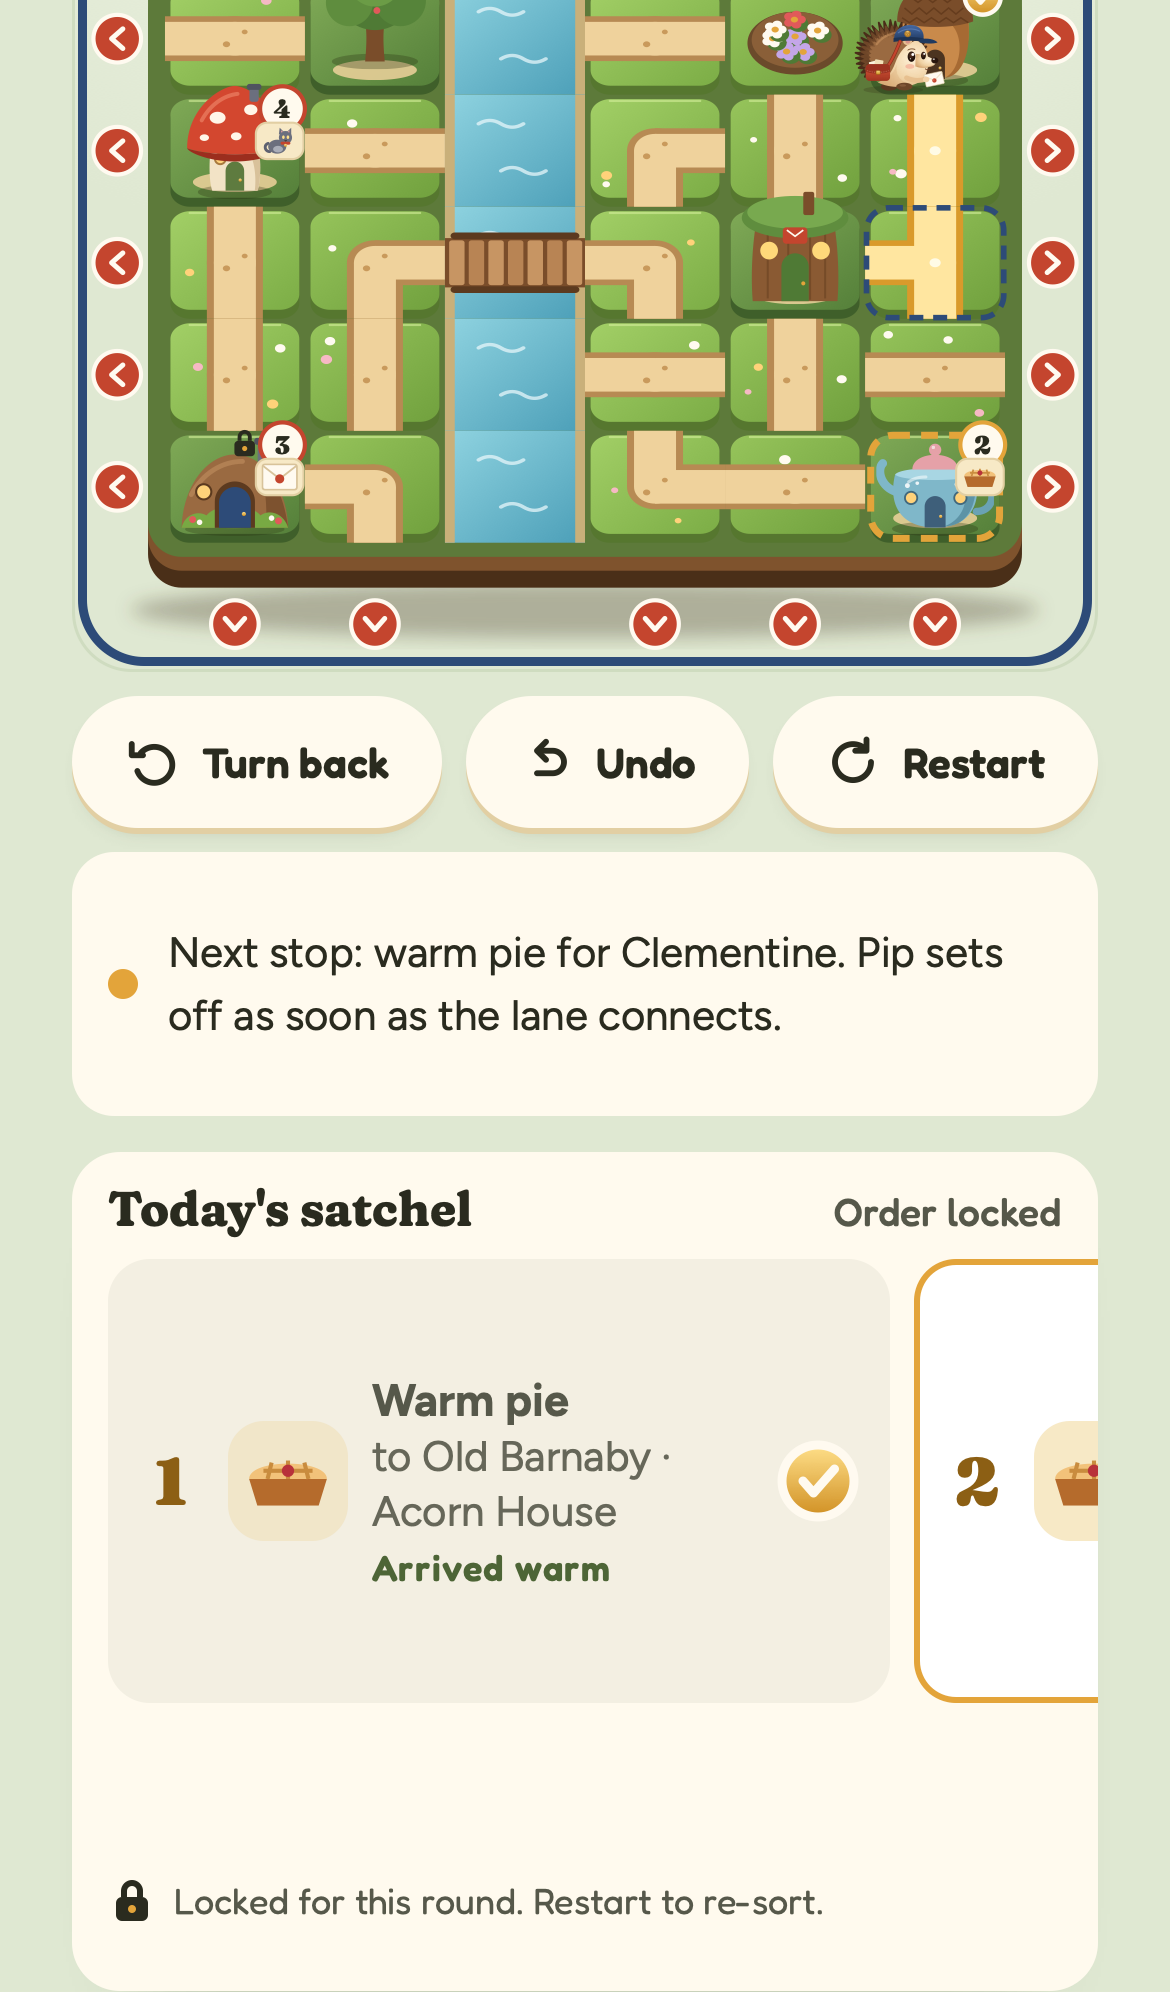 4
3
2
Turn back
Undo
Restart
Next stop: warm pie for Clementine. Pip sets
off as soon as the lane connects.
Today's satchel
Order locked
1
Warm pie
to Old Barnaby ·
Acorn House
Arrived warm
2
Locked for this round. Restart to re-sort.